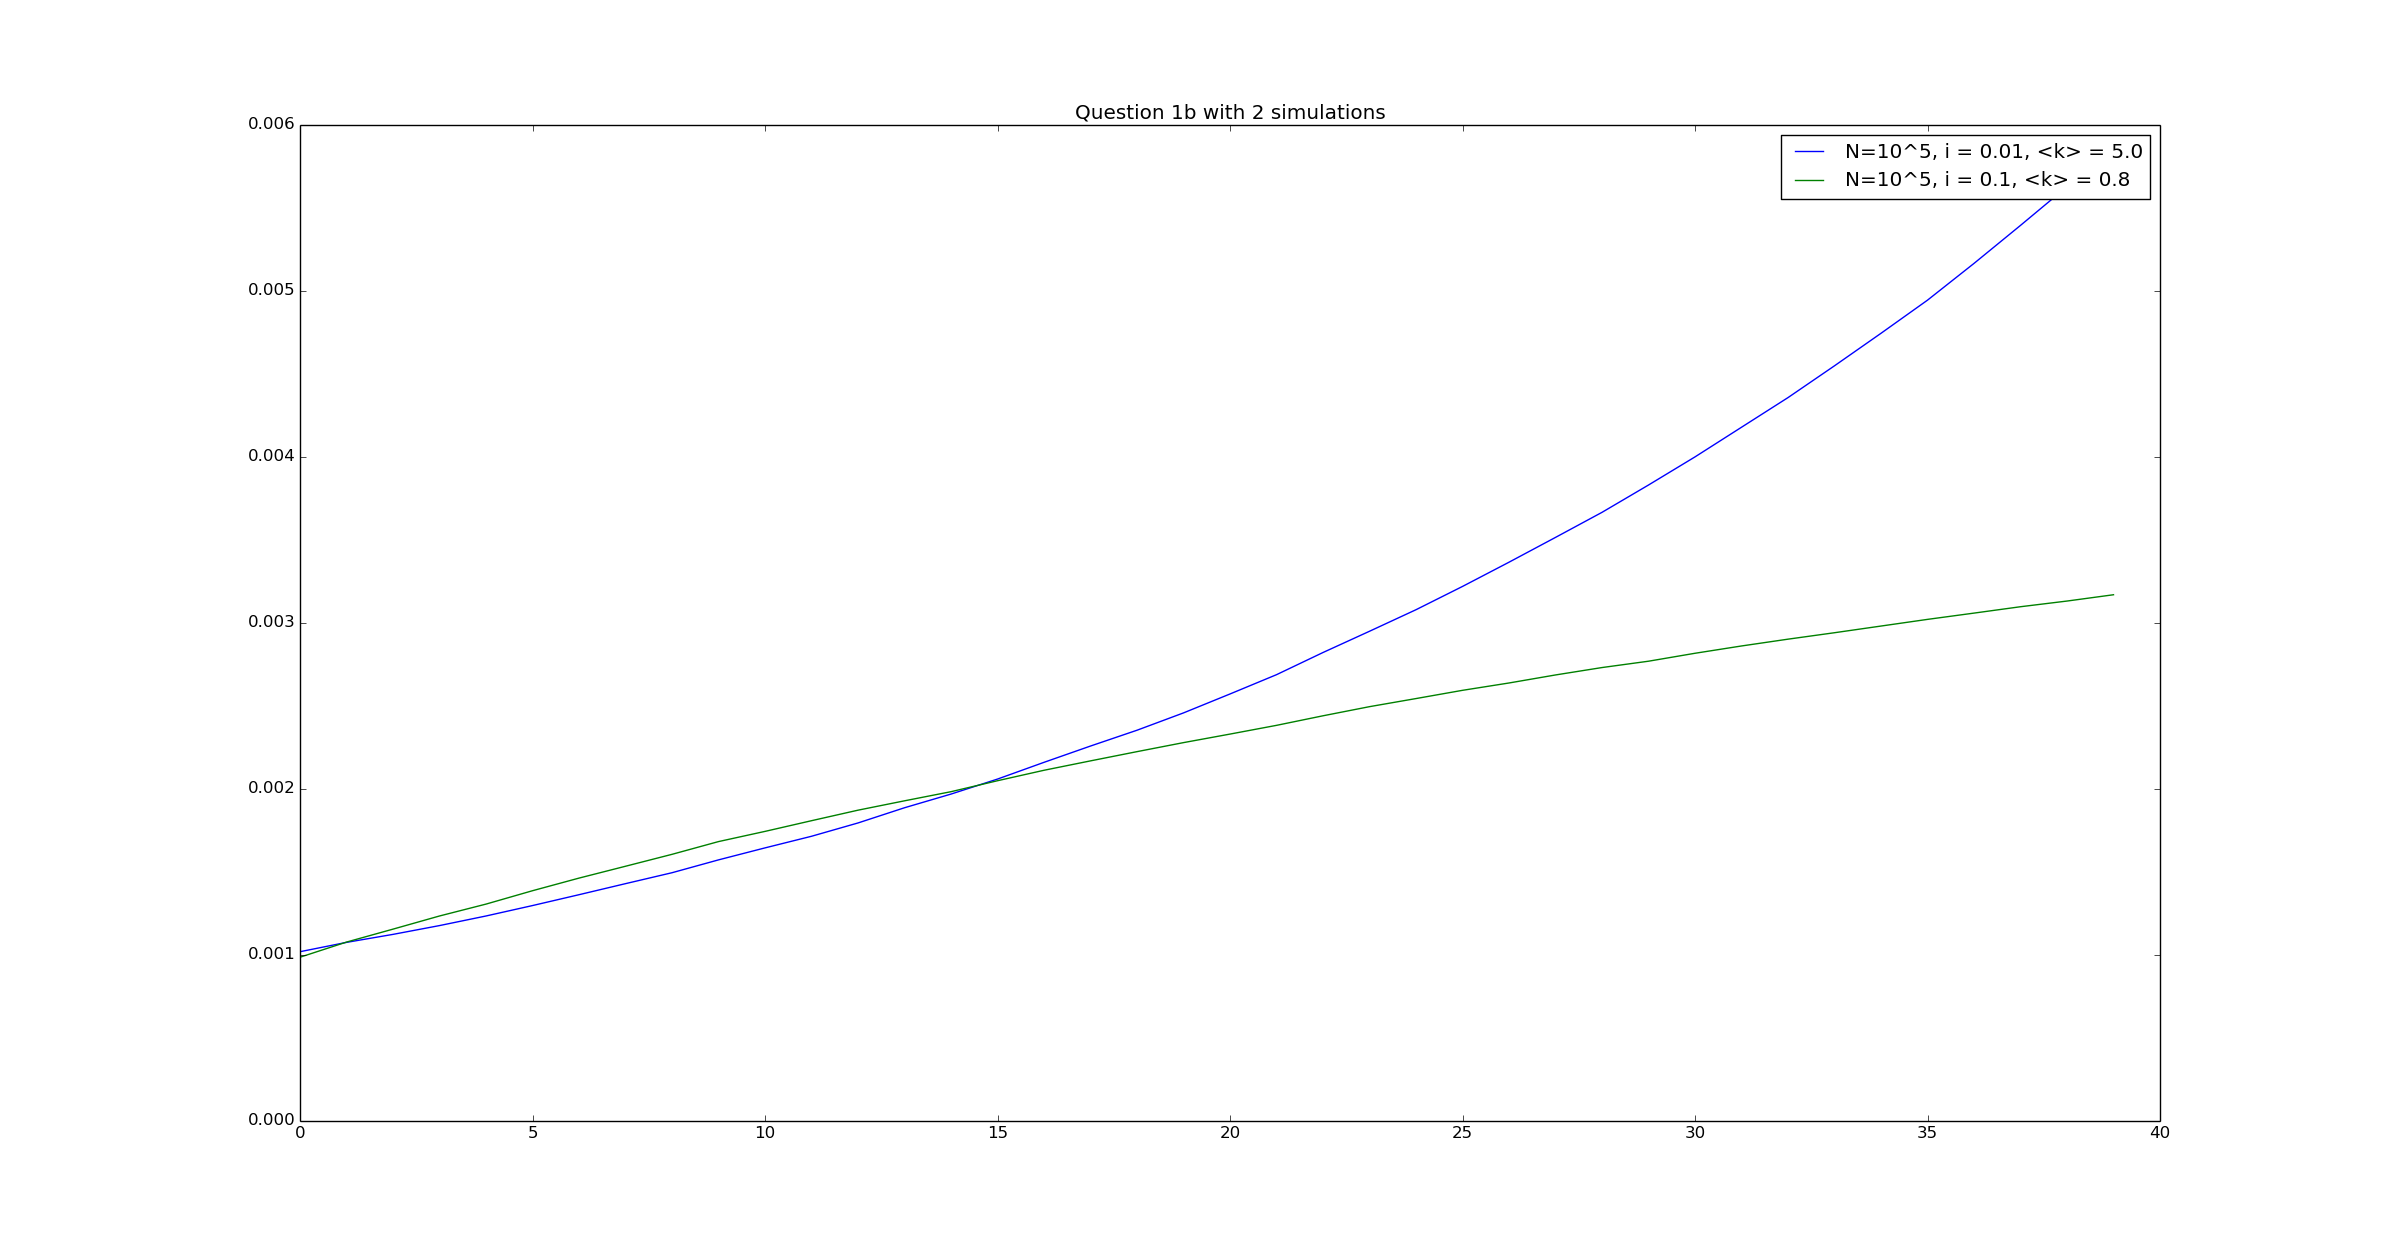 Question 1b with 2 simulations
0.006
0.005
0.004
0.003
0.002
0.001
0.000
N=10^5, i = 0.01, <k> = 5.0
N=10^5, i = 0.1, <k> = 0.8
0 5 10 15 20 25 30 35 40